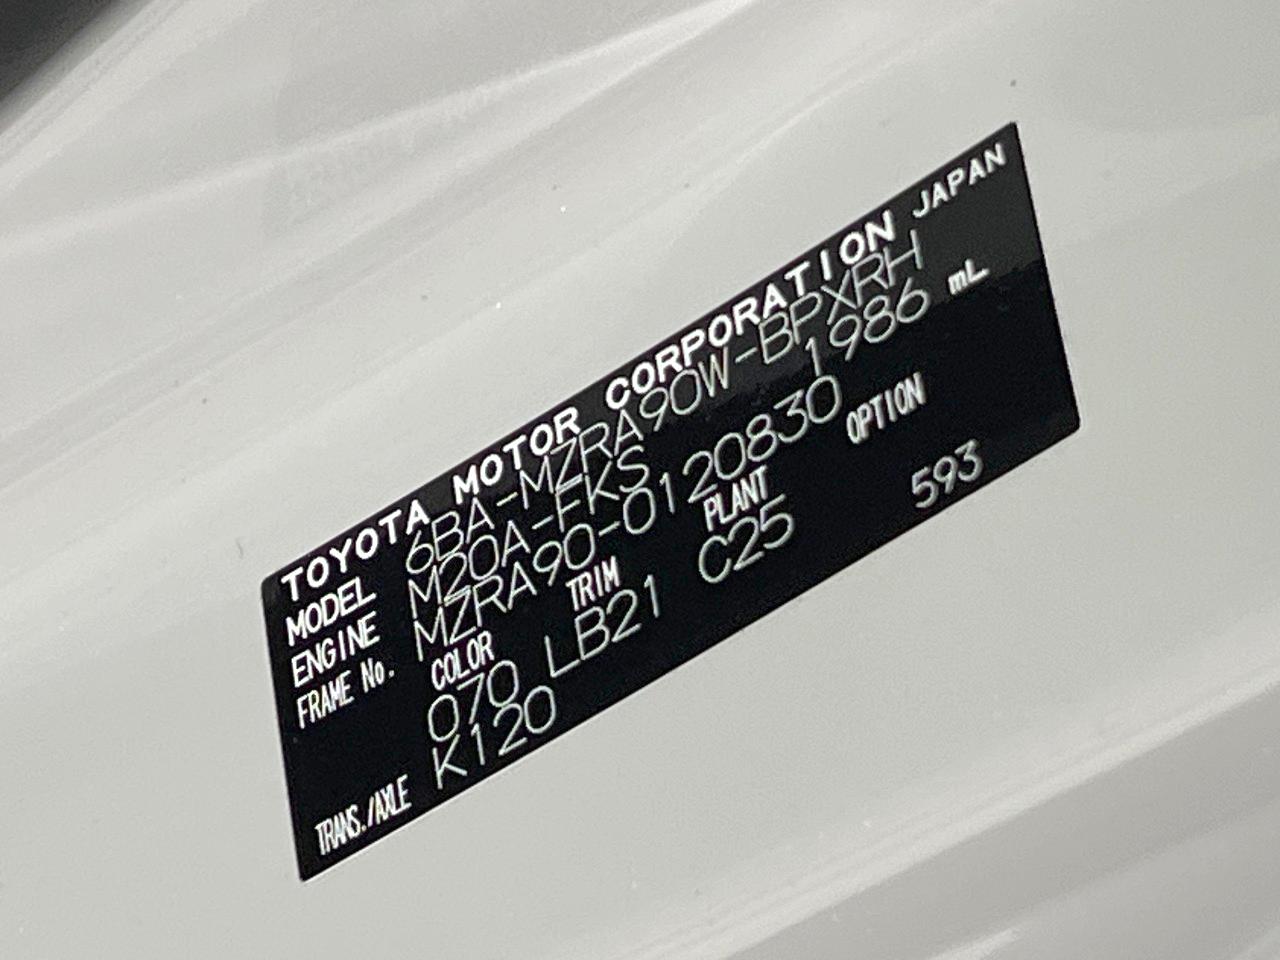 TOYOTA MOTOR CORPORATION JAPAN
MODEL 6BA-MZRA90W-BPXRH
ENGINE M20A-FKS 1986 mL
FRAME No. MZRA90-0120830
COLOR TRIM PLANT OPTION
070 LB21 C25 593
TRANS./AXLE K120